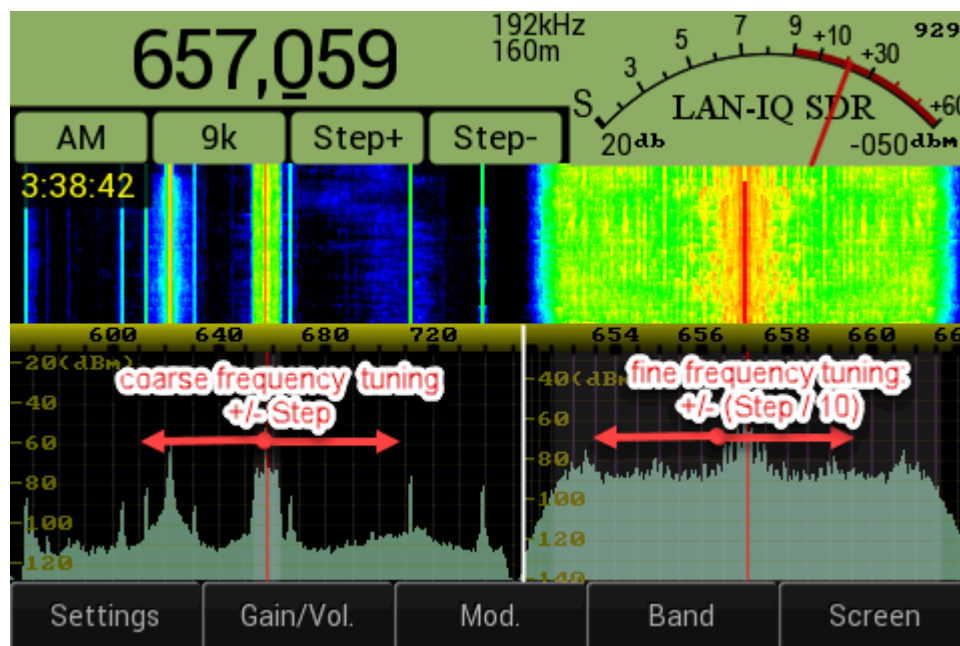 657,059
192kHz
160m
3 5 7 9 +10 +30 +60
929
S
LAN-IQ SDR
20db
-050dbm
AM 9k Step+ Step-
3:38:42
600 640 680 720
654 656 658 660 66
-20(dBm)
coarse frequency tuning
+/- Step
-40
-60
-80
-100
-120
-40(dBm
fine frequency tuning:
+/- (Step / 10)
-60
-80
-100
-120
-140
Settings Gain/Vol. Mod. Band Screen